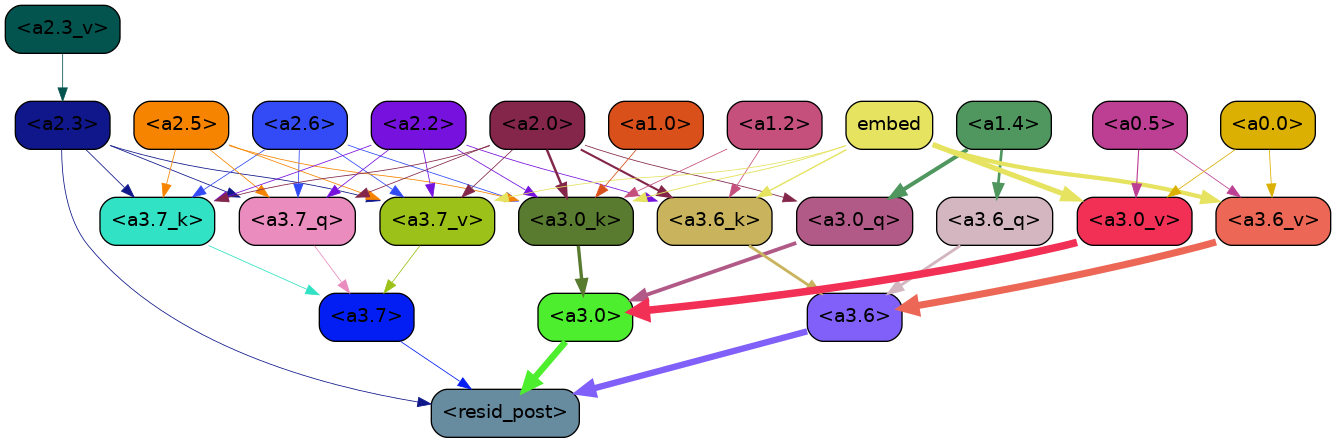 <a2.3_v>
<a2.3> <a2.5> <a2.6> <a2.2> <a2.0> <a1.0> <a1.2> embed <a1.4> <a0.5> <a0.0>
<a3.7_k> <a3.7_q> <a3.7_v> <a3.0_k> <a3.6_k> <a3.0_q> <a3.6_q> <a3.0_v> <a3.6_v>
<a3.7> <a3.0> <a3.6>
<resid_post>